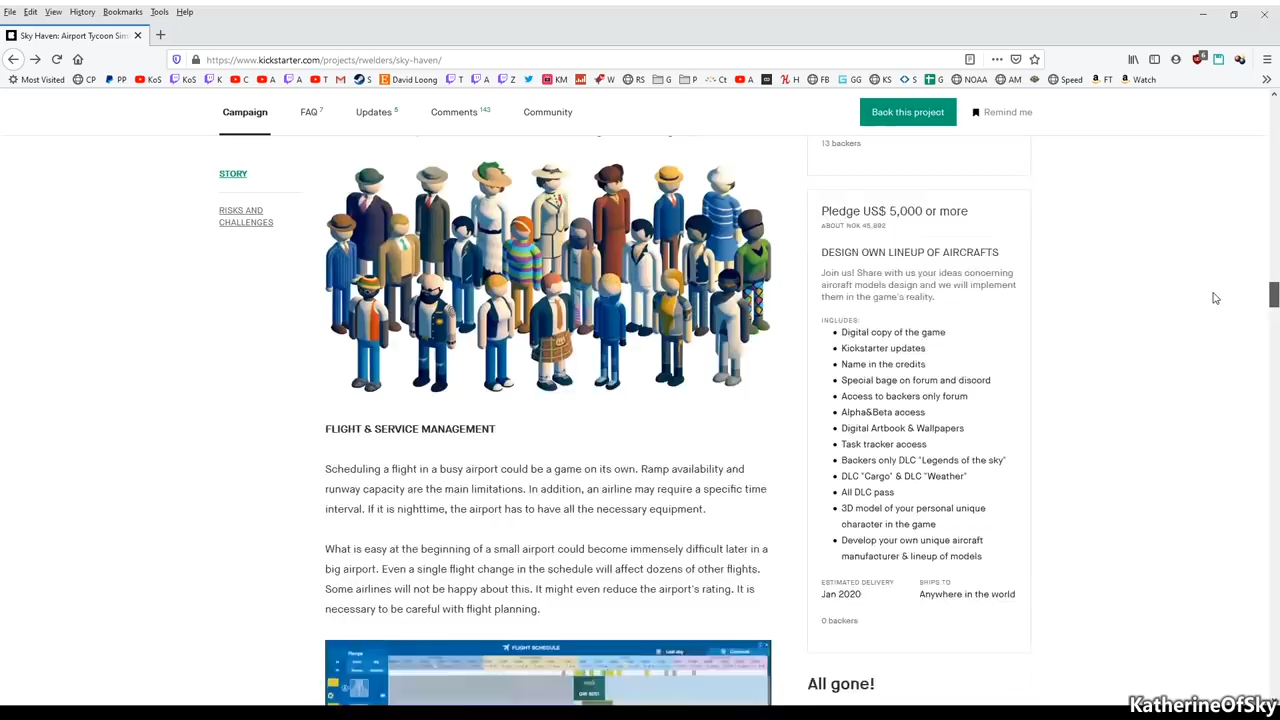 File Edit View History Bookmarks Tools Help
Sky Haven: Airport Tycoon Sim
https://www.kickstarter.com/projects/rwelders/sky-haven/
Most Visited CP PP KoS KoS K C A A T M S David Loong T A Z KM W RS G P Ct A H FB GG KS S G NOAA AM Speed FT Watch
Campaign FAQ 7 Updates 5 Comments 143 Community Back this project Remind me
13 backers
STORY
RISKS AND
CHALLENGES
FLIGHT & SERVICE MANAGEMENT
Scheduling a flight in a busy airport could be a game on its own. Ramp availability and
runway capacity are the main limitations. In addition, an airline may require a specific time
interval. If it is nighttime, the airport has to have all the necessary equipment.
What is easy at the beginning of a small airport could become immensely difficult later in a
big airport. Even a single flight change in the schedule will affect dozens of other flights.
Some airlines will not be happy about this. It might even reduce the airport's rating. It is
necessary to be careful with flight planning.
FLIGHT SCHEDULE
Pledge US$ 5,000 or more
DESIGN OWN LINEUP OF AIRCRAFTS
Join us! Share with us your ideas concerning
aircraft models design and we will implement
them in the game's reality.
INCLUDES:
• Digital copy of the game
• Kickstarter updates
• Name in the credits
• Special bage on forum and discord
• Access to backers only forum
• Alpha&Beta access
• Digital Artbook & Wallpapers
• Task tracker access
• Backers only DLC "Legends of the sky"
• DLC "Cargo" & DLC "Weather"
• All DLC pass
• 3D model of your personal unique
character in the game
• Develop your own unique aircraft
manufacturer & lineup of models
ESTIMATED DELIVERY SHIPS TO
Jan 2020 Anywhere in the world
0 backers
All gone!
KatherineOfSky